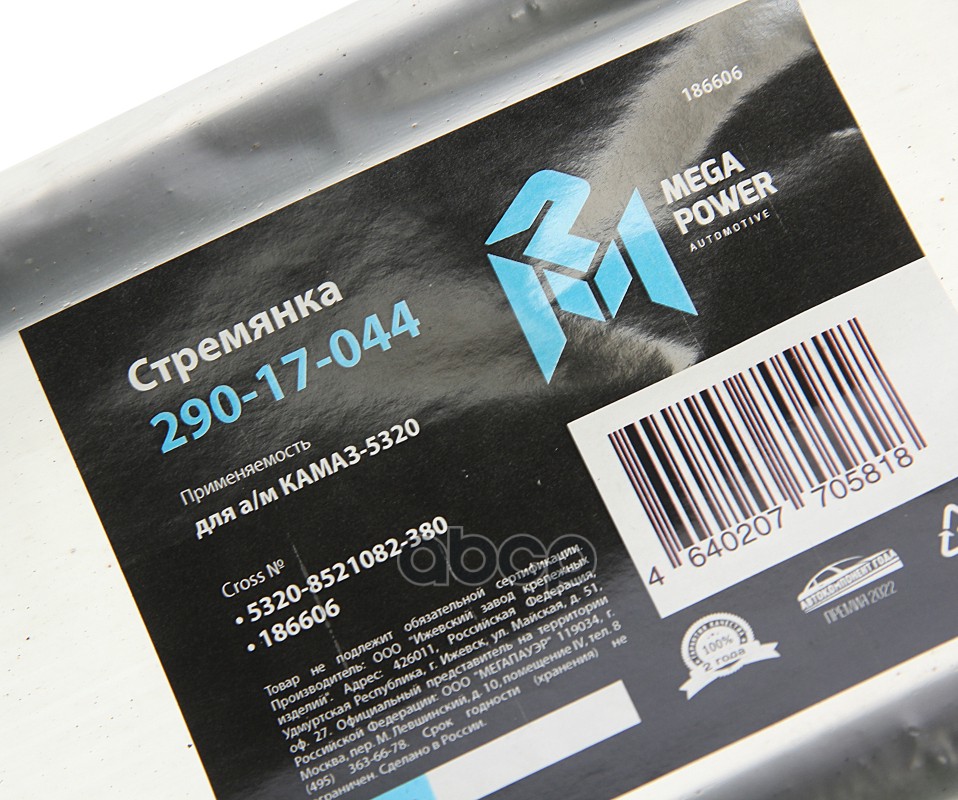 186606
MEGA
POWER
AUTOMOTIVE
Стремянка
290-17-044
Применяемость
для а/м КАМАЗ-5320
Cross №
• 5320-8521082-380
• 186606
Товар не подлежит обязательной сертификации.
Производитель: ООО "Ижевский завод крепежных
изделий". Адрес: 426011, Российская Федерация,
Удмуртская Республика, г. Ижевск, ул. Майская, д. 51,
оф. 27. Официальный представитель на территории
Российской Федерации: ООО "МЕГАПАУЭР" 119034, г.
Москва, пер. М. Левшинский, д. 10, помещение IV, тел. 8
(495) 363-66-78. Срок годности (хранения) не
ограничен. Сделано в России.
4 640207 705818
АВТОКОМПОНЕНТ ГОДА
ПРЕМИЯ 2022
100%
2 года
abcp